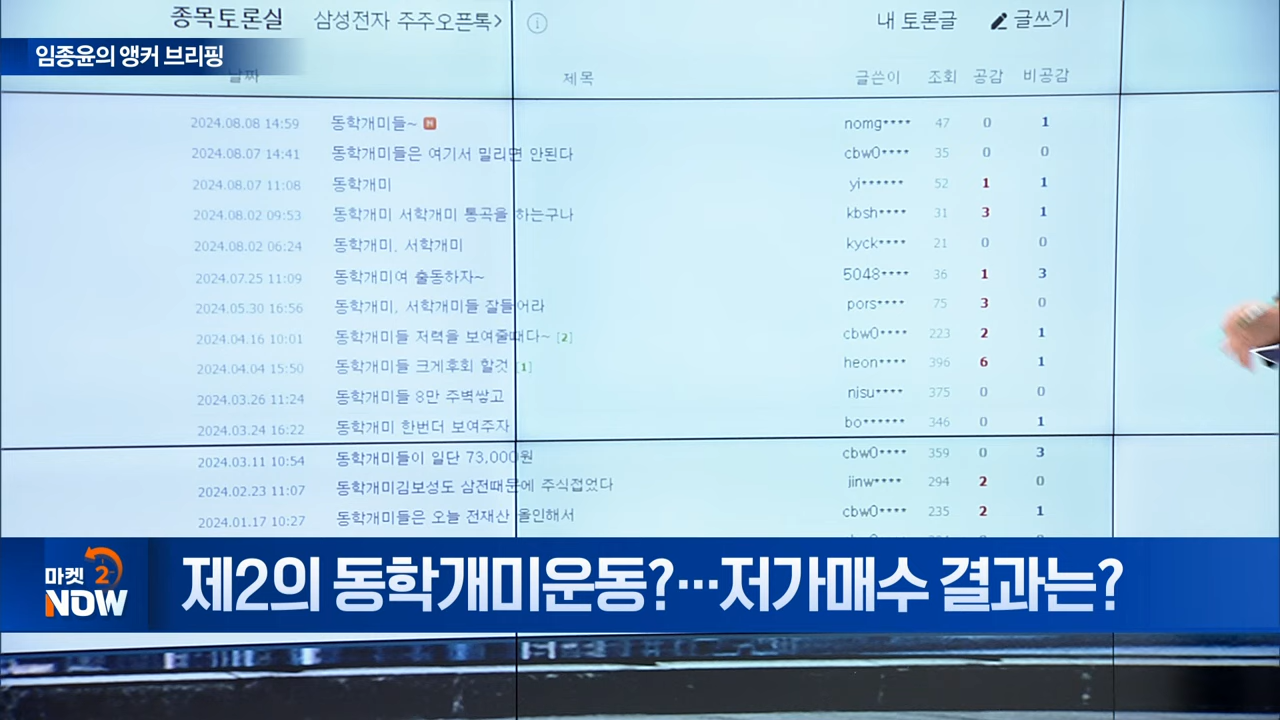 종목토론실 삼성전자 주주오픈톡> 내 토론글 글쓰기
임종윤의 앵커 브리핑
날짜 제목 글쓴이 조회 공감 비공감
2024.08.08 14:59 동학개미들~ N nomg**** 47 0 1
2024.08.07 14:41 동학개미들은 여기서 밀리면 안된다 cbw0**** 35 0 0
2024.08.07 11:08 동학개미 yi****** 52 1 1
2024.08.02 09:53 동학개미 서학개미 통곡을 하는구나 kbsh**** 31 3 1
2024.08.02 06:24 동학개미, 서학개미 kyck**** 21 0 0
2024.07.25 11:09 동학개미여 출동하자~ 5048**** 36 1 3
2024.05.30 16:56 동학개미, 서학개미들 잘들어라 pors**** 75 3 0
2024.04.16 10:01 동학개미들 저력을 보여줄때다~ [2] cbw0**** 223 2 1
2024.04.04 15:50 동학개미들 크게후회 할것 [1] heon**** 396 6 1
2024.03.26 11:24 동학개미들 8만 주벽쌓고 njsu**** 375 0 0
2024.03.24 16:22 동학개미 한번더 보여주자 bo****** 346 0 1
2024.03.11 10:54 동학개미들이 일단 73,000원 cbw0**** 359 0 3
2024.02.23 11:07 동학개미김보성도 삼전때문에 주식접었다 jinw**** 294 2 0
2024.01.17 10:27 동학개미들은 오늘 전재산 올인해서 cbw0**** 235 2 1
마켓 2 NOW
제2의 동학개미운동?…저가매수 결과는?